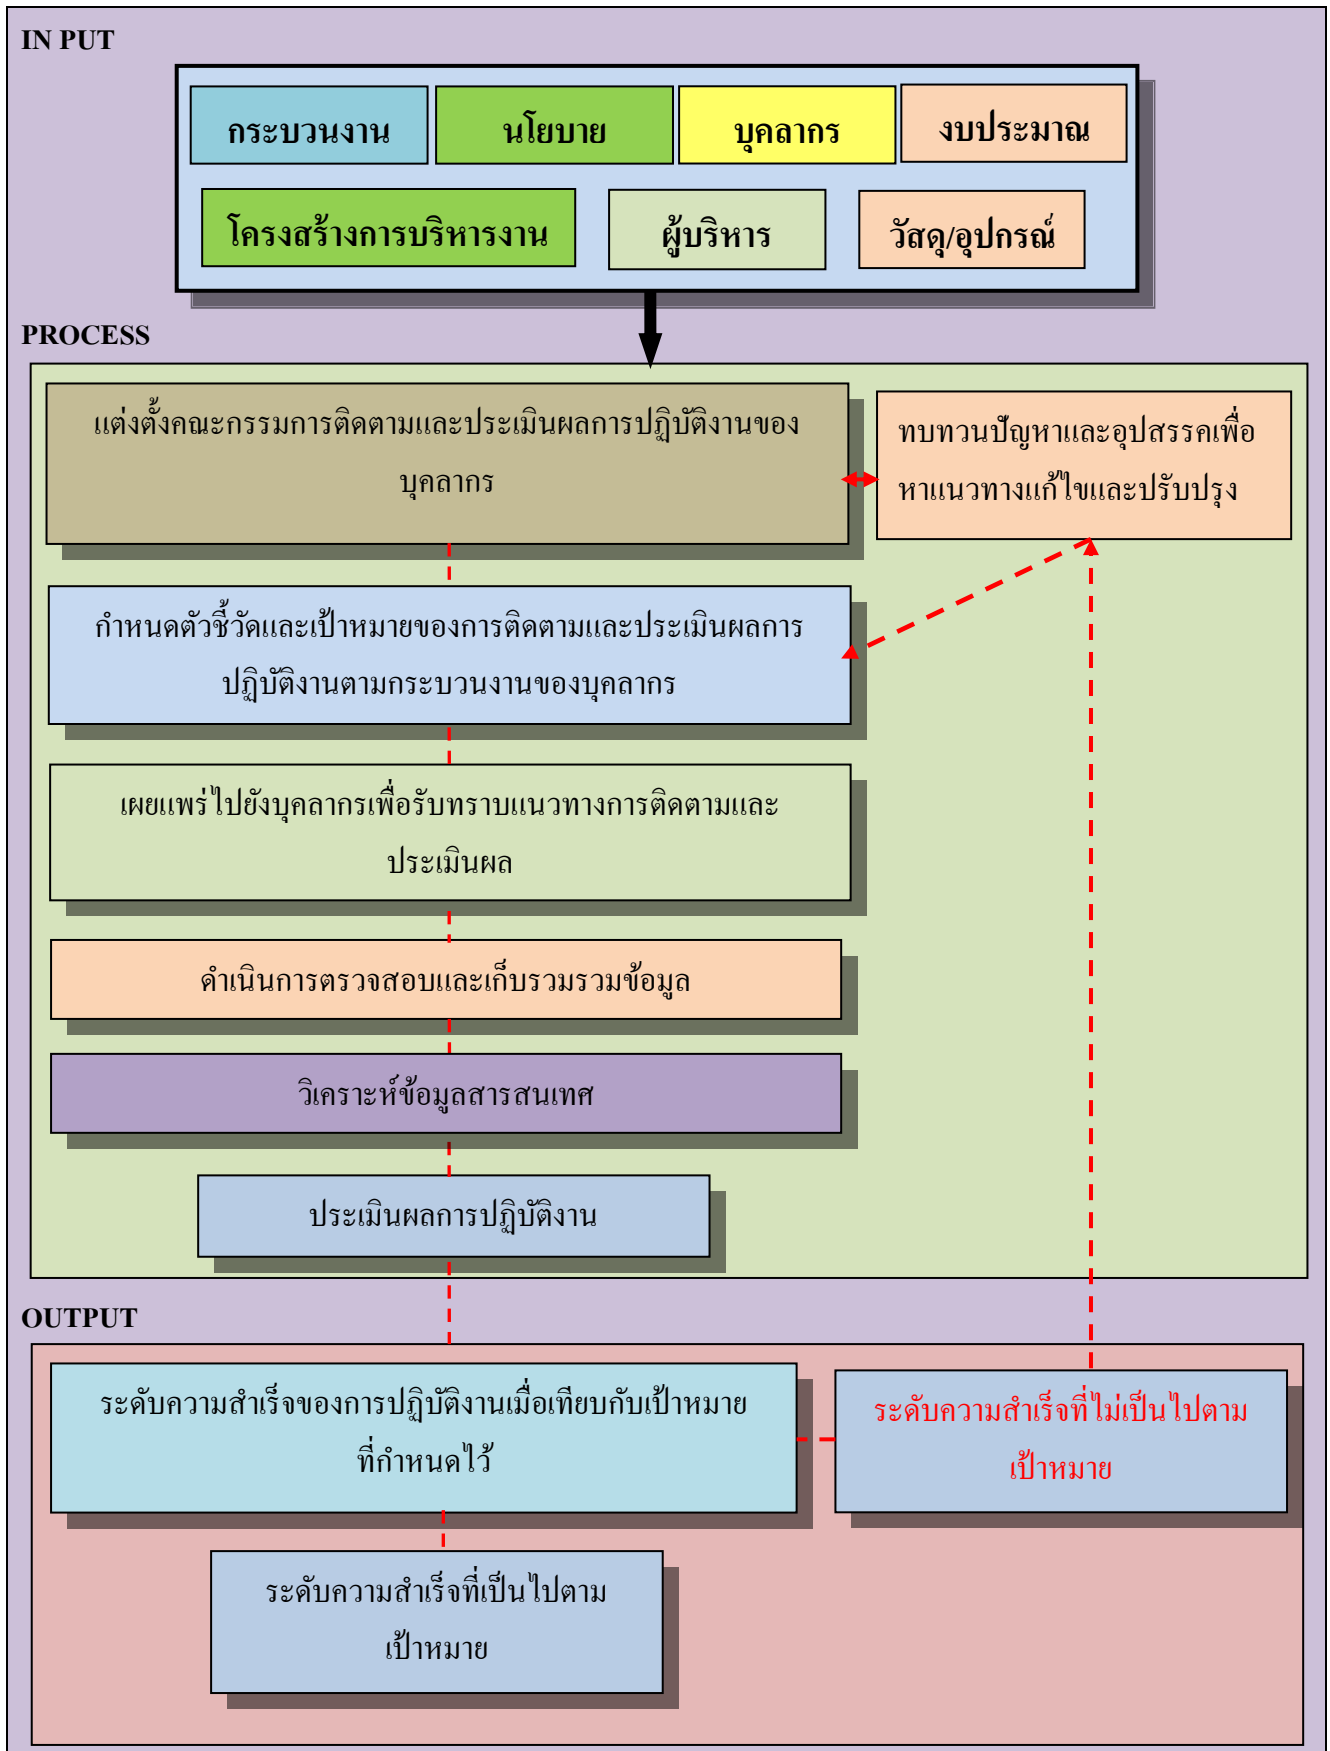 IN PUT
กระบวนงาน นโยบาย บุคลากร งบประมาณ
โครงสร้างการบริหารงาน ผู้บริหาร วัสดุ/อุปกรณ์
PROCESS
แต่งตั้งคณะกรรมการติดตามและประเมินผลการปฏิบัติงานของ
บุคลากร
ทบทวนปัญหาและอุปสรรคเพื่อ
หาแนวทางแก้ไขและปรับปรุง
กำหนดตัวชี้วัดและเป้าหมายของการติดตามและประเมินผลการ
ปฏิบัติงานตามกระบวนงานของบุคลากร
เผยแพร่ไปยังบุคลากรเพื่อรับทราบแนวทางการติดตามและ
ประเมินผล
ดำเนินการตรวจสอบและเก็บรวมรวมข้อมูล
วิเคราะห์ข้อมูลสารสนเทศ
ประเมินผลการปฏิบัติงาน
OUTPUT
ระดับความสำเร็จของการปฏิบัติงานเมื่อเทียบกับเป้าหมาย
ที่กำหนดไว้
ระดับความสำเร็จที่ไม่เป็นไปตาม
เป้าหมาย
ระดับความสำเร็จที่เป็นไปตาม
เป้าหมาย